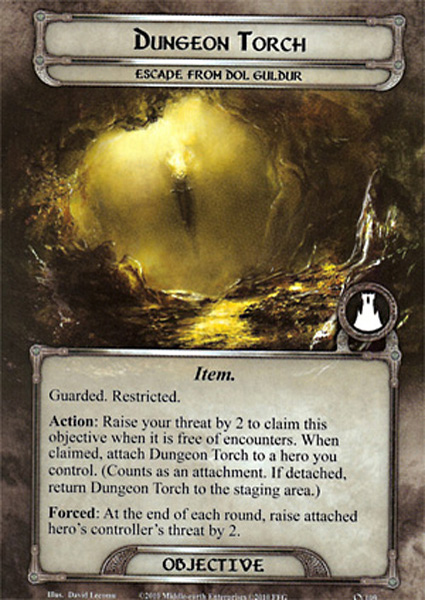 Dungeon Torch
Escape from Dol Guldur
Item.
Guarded. Restricted.
Action: Raise your threat by 2 to claim this
objective when it is free of encounters. When
claimed, attach Dungeon Torch to a hero you
control. (Counts as an attachment. If detached,
return Dungeon Torch to the staging area.)
Forced: At the end of each round, raise attached
hero's controller's threat by 2.
OBJECTIVE
Illus. David Lecossu ©2010 Middle-earth Enterprises ©2010 FFG